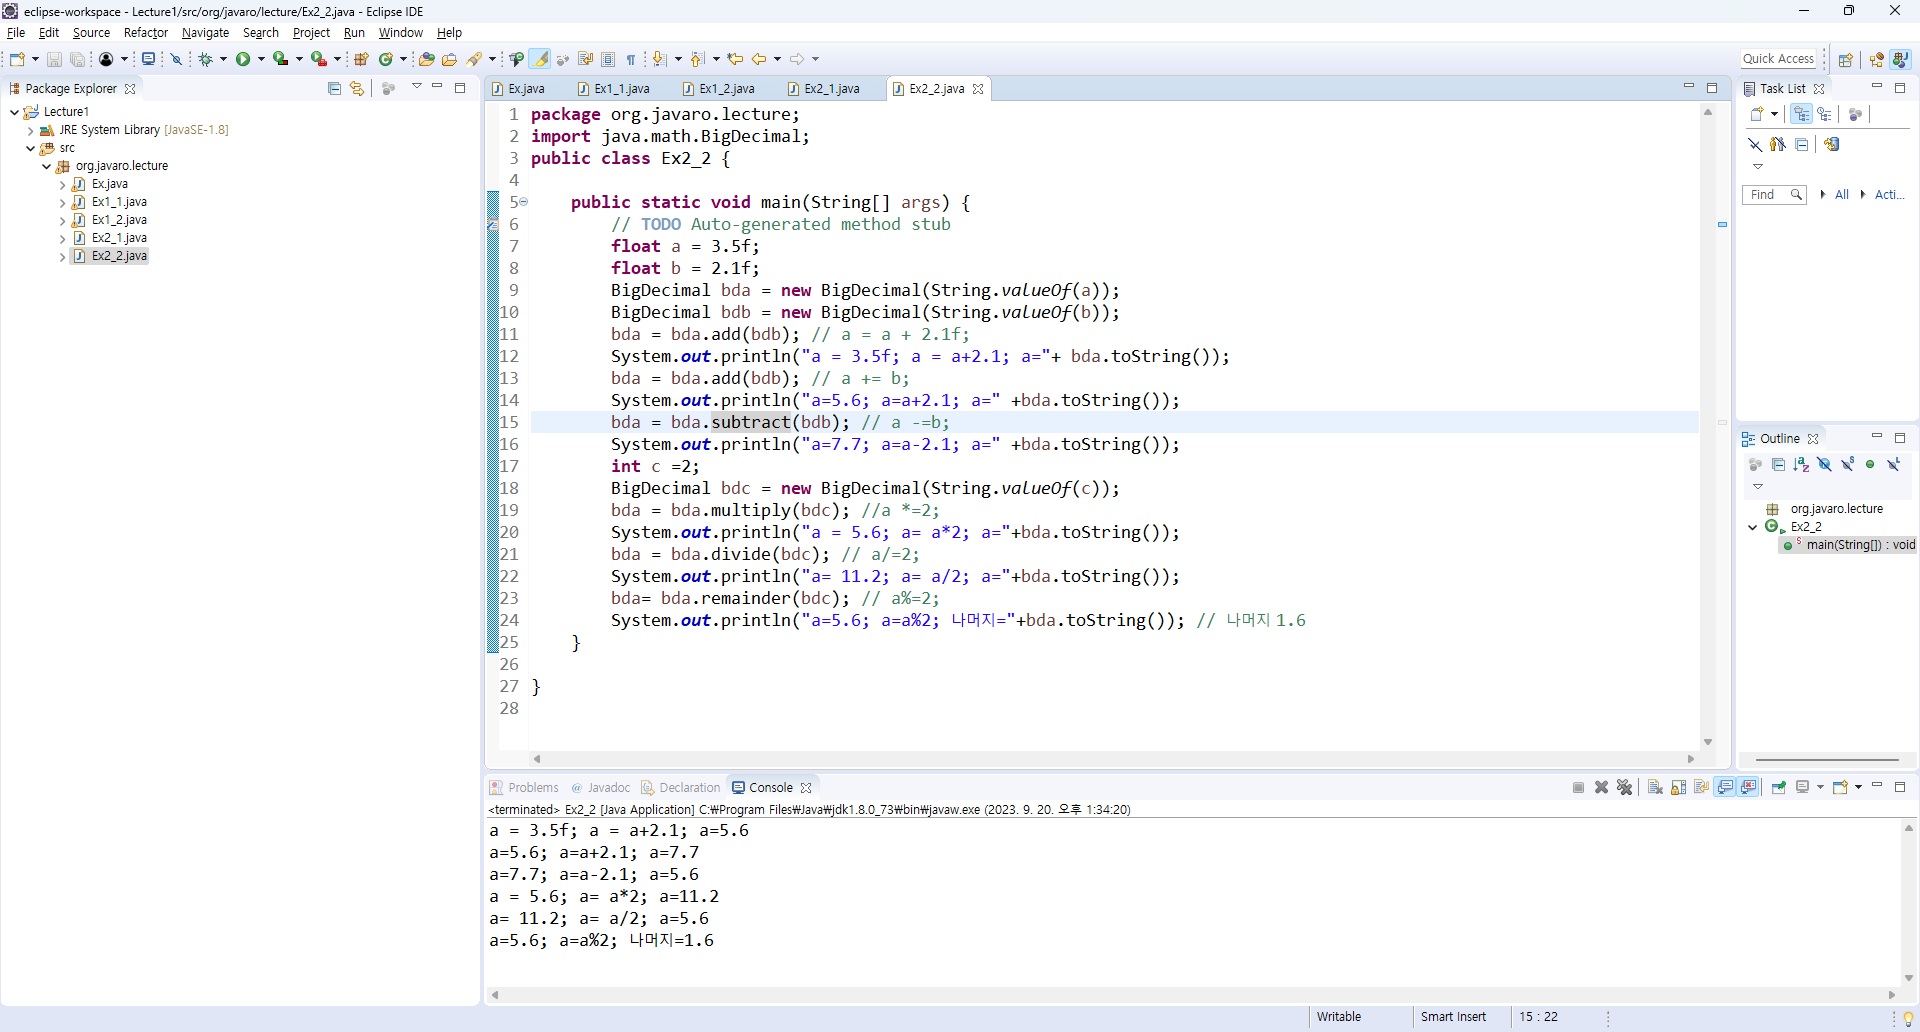 eclipse-workspace - Lecture1/src/org/javaro/lecture/Ex2_2.java - Eclipse IDE
File Edit Source Refactor Navigate Search Project Run Window Help
Quick Access
Package Explorer
Lecture1
JRE System Library [JavaSE-1.8]
src
org.javaro.lecture
Ex.java
Ex1_1.java
Ex1_2.java
Ex2_1.java
Ex2_2.java
Ex.java Ex1_1.java Ex1_2.java Ex2_1.java Ex2_2.java
1 package org.javaro.lecture;
2 import java.math.BigDecimal;
3 public class Ex2_2 {
4
5 public static void main(String[] args) {
6 // TODO Auto-generated method stub
7 float a = 3.5f;
8 float b = 2.1f;
9 BigDecimal bda = new BigDecimal(String.valueOf(a));
10 BigDecimal bdb = new BigDecimal(String.valueOf(b));
11 bda = bda.add(bdb); // a = a + 2.1f;
12 System.out.println("a = 3.5f; a = a+2.1; a="+ bda.toString());
13 bda = bda.add(bdb); // a += b;
14 System.out.println("a=5.6; a=a+2.1; a=" +bda.toString());
15 bda = bda.subtract(bdb); // a -=b;
16 System.out.println("a=7.7; a=a-2.1; a=" +bda.toString());
17 int c =2;
18 BigDecimal bdc = new BigDecimal(String.valueOf(c));
19 bda = bda.multiply(bdc); //a *=2;
20 System.out.println("a = 5.6; a= a*2; a="+bda.toString());
21 bda = bda.divide(bdc); // a/=2;
22 System.out.println("a= 11.2; a= a/2; a="+bda.toString());
23 bda= bda.remainder(bdc); // a%=2;
24 System.out.println("a=5.6; a=a%2; 나머지="+bda.toString()); // 나머지 1.6
25 }
26
27 }
28
Task List
Find All Acti...
Outline
org.javaro.lecture
Ex2_2
main(String[]) : void
Problems @ Javadoc Declaration Console
<terminated> Ex2_2 [Java Application] C:₩Program Files₩Java₩jdk1.8.0_73₩bin₩javaw.exe (2023. 9. 20. 오후 1:34:20)
a = 3.5f; a = a+2.1; a=5.6
a=5.6; a=a+2.1; a=7.7
a=7.7; a=a-2.1; a=5.6
a = 5.6; a= a*2; a=11.2
a= 11.2; a= a/2; a=5.6
a=5.6; a=a%2; 나머지=1.6
Writable Smart Insert 15 : 22